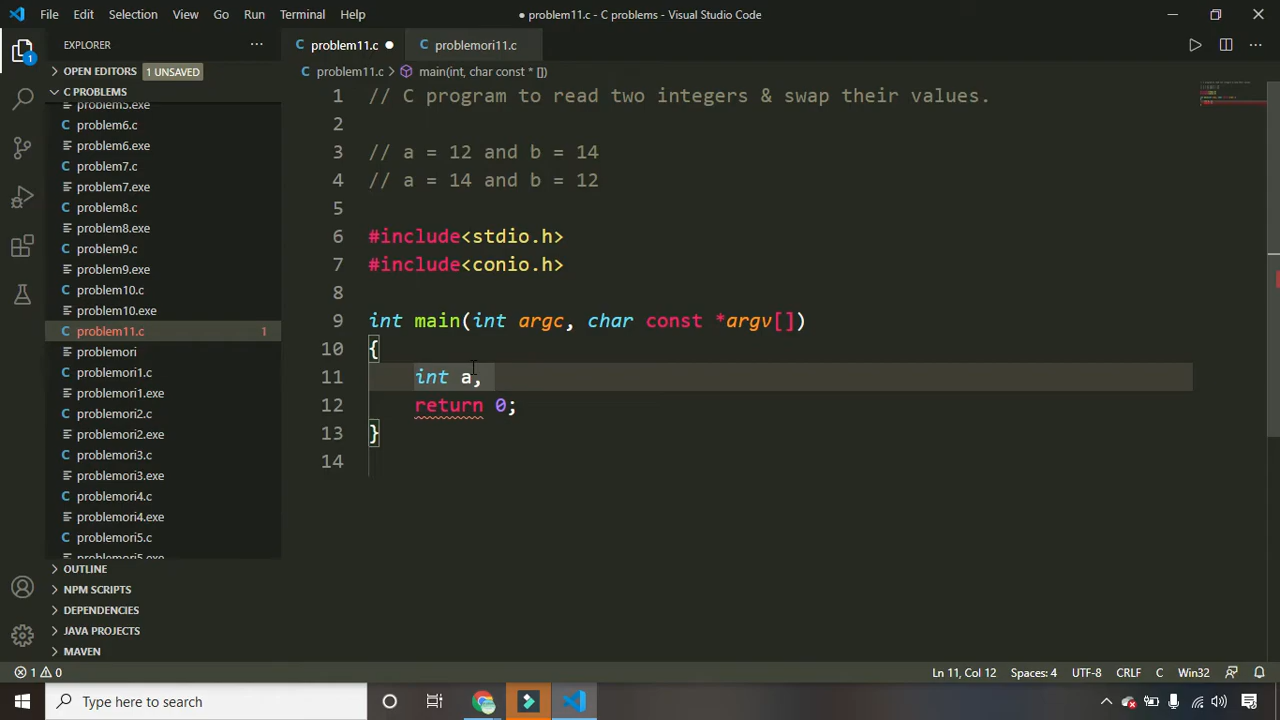 File Edit Selection View Go Run Terminal Help
● problem11.c - C problems - Visual Studio Code
EXPLORER
problem11.c
problemori11.c
OPEN EDITORS 1 UNSAVED
problem11.c > main(int, char const * [])
C PROBLEMS
problem5.exe
problem6.c
problem6.exe
problem7.c
problem7.exe
problem8.c
problem8.exe
problem9.c
problem9.exe
problem10.c
problem10.exe
problem11.c 1
problemori
problemori1.c
problemori1.exe
problemori2.c
problemori2.exe
problemori3.c
problemori3.exe
problemori4.c
problemori4.exe
problemori5.c
problemori5.exe
OUTLINE
NPM SCRIPTS
DEPENDENCIES
JAVA PROJECTS
MAVEN
1 // C program to read two integers & swap their values.
2
3 // a = 12 and b = 14
4 // a = 14 and b = 12
5
6 #include<stdio.h>
7 #include<conio.h>
8
9 int main(int argc, char const *argv[])
10 {
11 int a,
12 return 0;
13 }
14
1 0
Ln 11, Col 12 Spaces: 4 UTF-8 CRLF C Win32
Type here to search